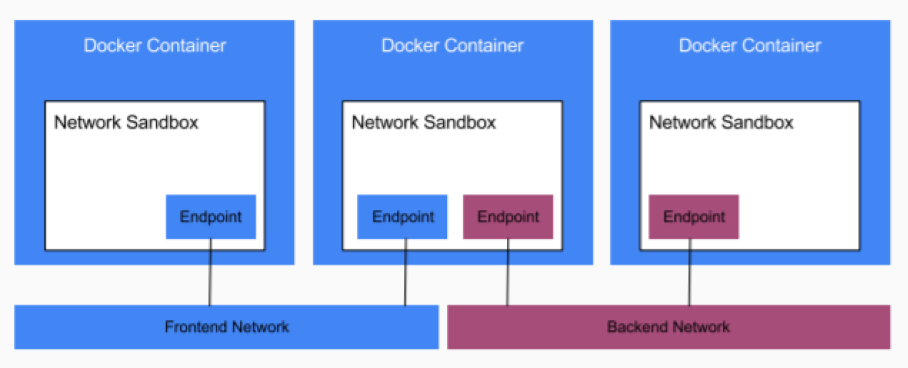 Docker Container
Docker Container
Docker Container
Network Sandbox
Network Sandbox
Network Sandbox
Endpoint
Endpoint
Endpoint
Endpoint
Frontend Network
Backend Network